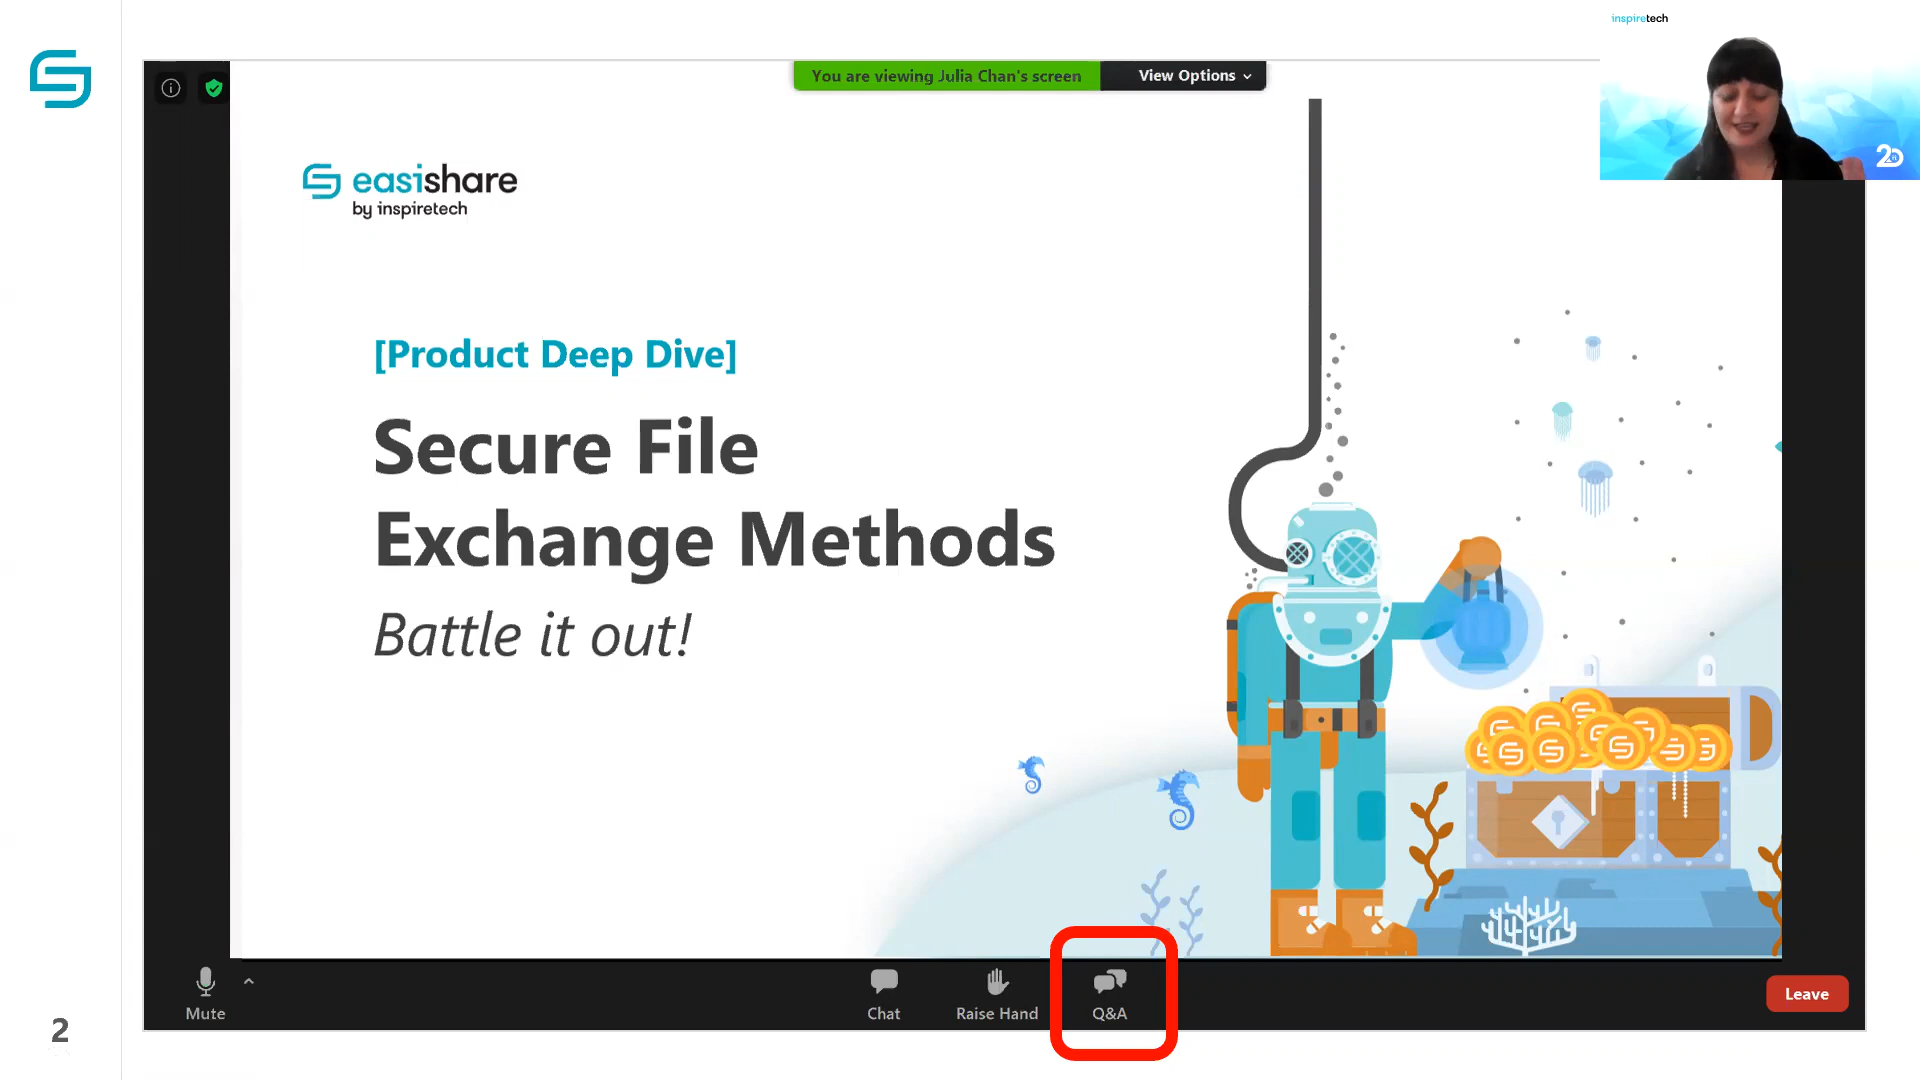 inspiretech
You are viewing Julia Chan's screen
View Options
easishare
by inspiretech
[Product Deep Dive]
Secure File
Exchange Methods
Battle it out!
Mute
Chat
Raise Hand
Q&A
Leave
2